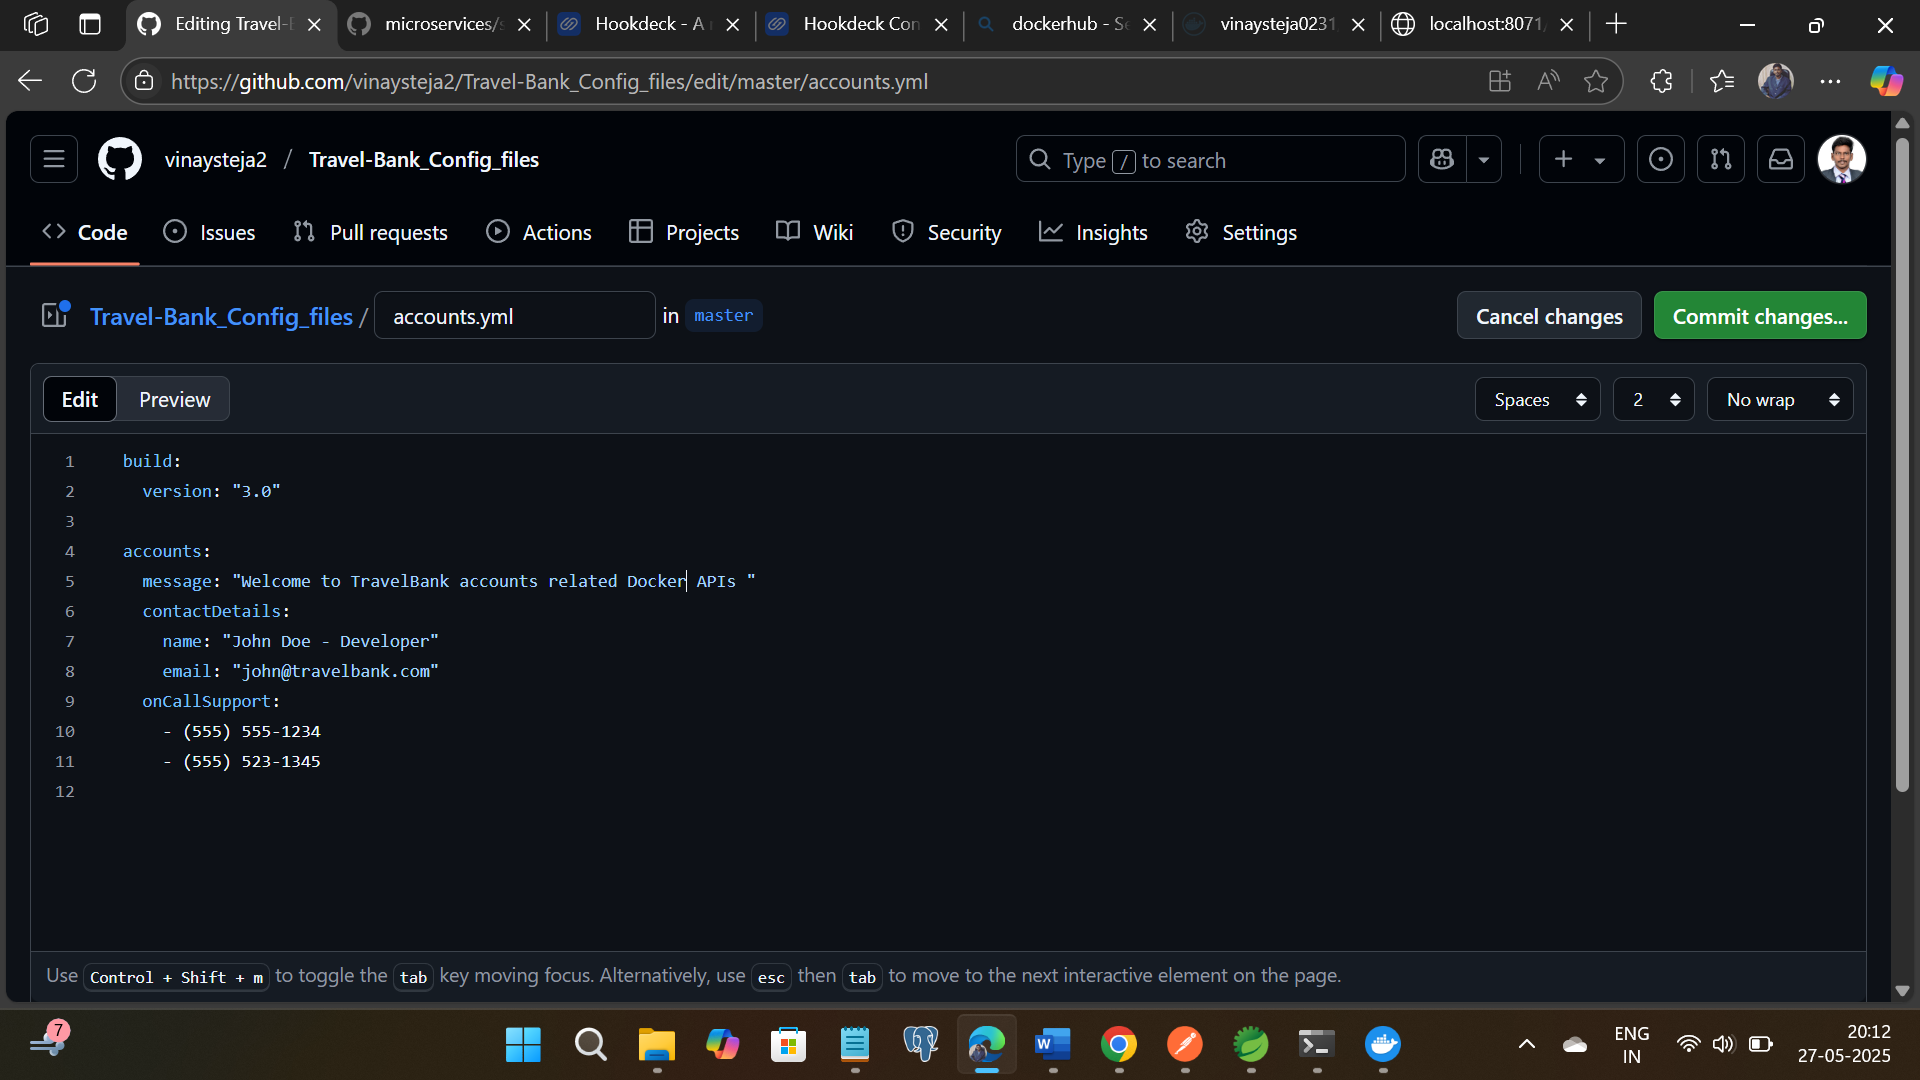 Editing Travel-B
microservices/s
Hookdeck - A r
Hookdeck Con
dockerhub - Se
vinaysteja0231
localhost:8071/
https://github.com/vinaysteja2/Travel-Bank_Config_files/edit/master/accounts.yml
vinaysteja2 / Travel-Bank_Config_files
Type / to search
Code
Issues
Pull requests
Actions
Projects
Wiki
Security
Insights
Settings
Travel-Bank_Config_files / accounts.yml in master
Cancel changes
Commit changes...
Edit
Preview
Spaces
2
No wrap
1 build:
2 version: "3.0"
3
4 accounts:
5 message: "Welcome to TravelBank accounts related Docker APIs "
6 contactDetails:
7 name: "John Doe - Developer"
8 email: "john@travelbank.com"
9 onCallSupport:
10 - (555) 555-1234
11 - (555) 523-1345
12
Use Control + Shift + m to toggle the tab key moving focus. Alternatively, use esc then tab to move to the next interactive element on the page.
7
W
ENG
IN
20:12
27-05-2025